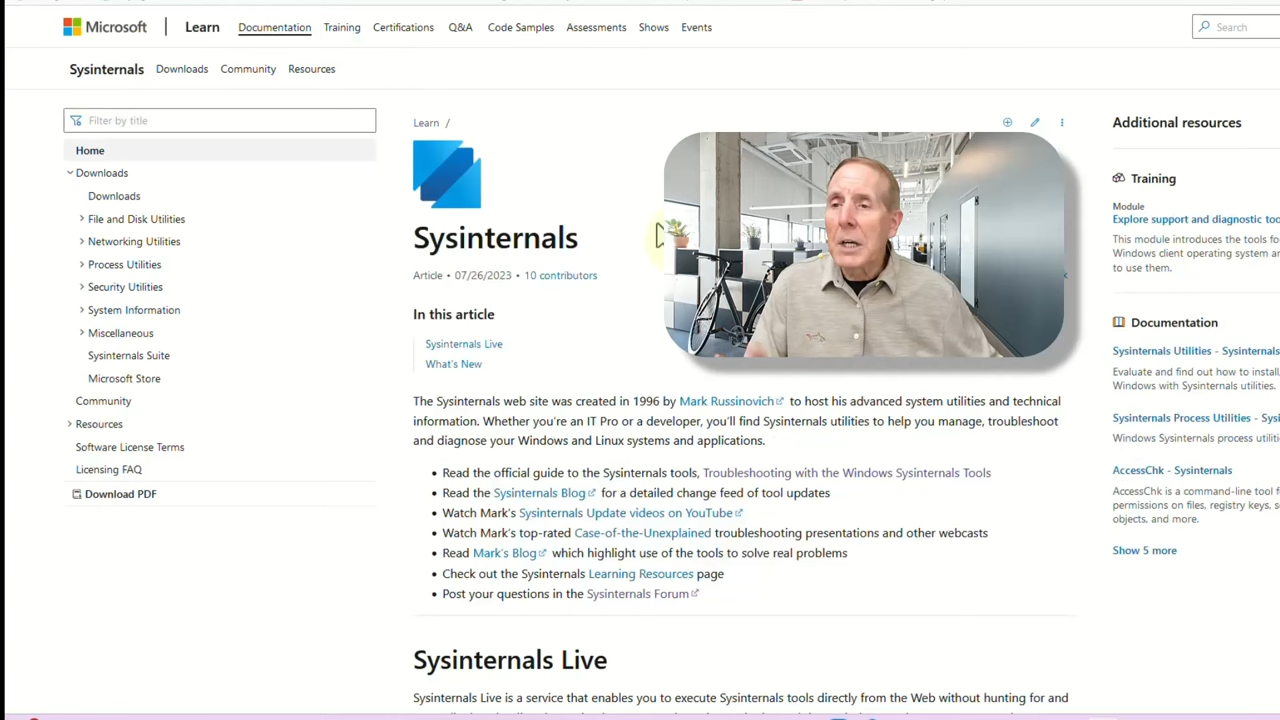 Microsoft Learn Documentation Training Certifications Q&A Code Samples Assessments Shows Events Search
Sysinternals Downloads Community Resources
Filter by title
Home
Downloads
Downloads
File and Disk Utilities
Networking Utilities
Process Utilities
Security Utilities
System Information
Miscellaneous
Sysinternals Suite
Microsoft Store
Community
Resources
Software License Terms
Licensing FAQ
Download PDF
Learn /
Sysinternals
Article • 07/26/2023 • 10 contributors
In this article
Sysinternals Live
What's New
The Sysinternals web site was created in 1996 by Mark Russinovich to host his advanced system utilities and technical
information. Whether you're an IT Pro or a developer, you'll find Sysinternals utilities to help you manage, troubleshoot
and diagnose your Windows and Linux systems and applications.
• Read the official guide to the Sysinternals tools, Troubleshooting with the Windows Sysinternals Tools
• Read the Sysinternals Blog for a detailed change feed of tool updates
• Watch Mark's Sysinternals Update videos on YouTube
• Watch Mark's top-rated Case-of-the-Unexplained troubleshooting presentations and other webcasts
• Read Mark's Blog which highlight use of the tools to solve real problems
• Check out the Sysinternals Learning Resources page
• Post your questions in the Sysinternals Forum
Sysinternals Live
Sysinternals Live is a service that enables you to execute Sysinternals tools directly from the Web without hunting for and
Additional resources
Training
Module
Explore support and diagnostic too
This module introduces the tools fo
Windows client operating system ar
to use them.
Documentation
Sysinternals Utilities - Sysinternals
Evaluate and find out how to install,
Windows with Sysinternals utilities.
Sysinternals Process Utilities - Sysi
Windows Sysinternals process utiliti
AccessChk - Sysinternals
AccessChk is a command-line tool f
permissions on files, registry keys, s
objects, and more.
Show 5 more